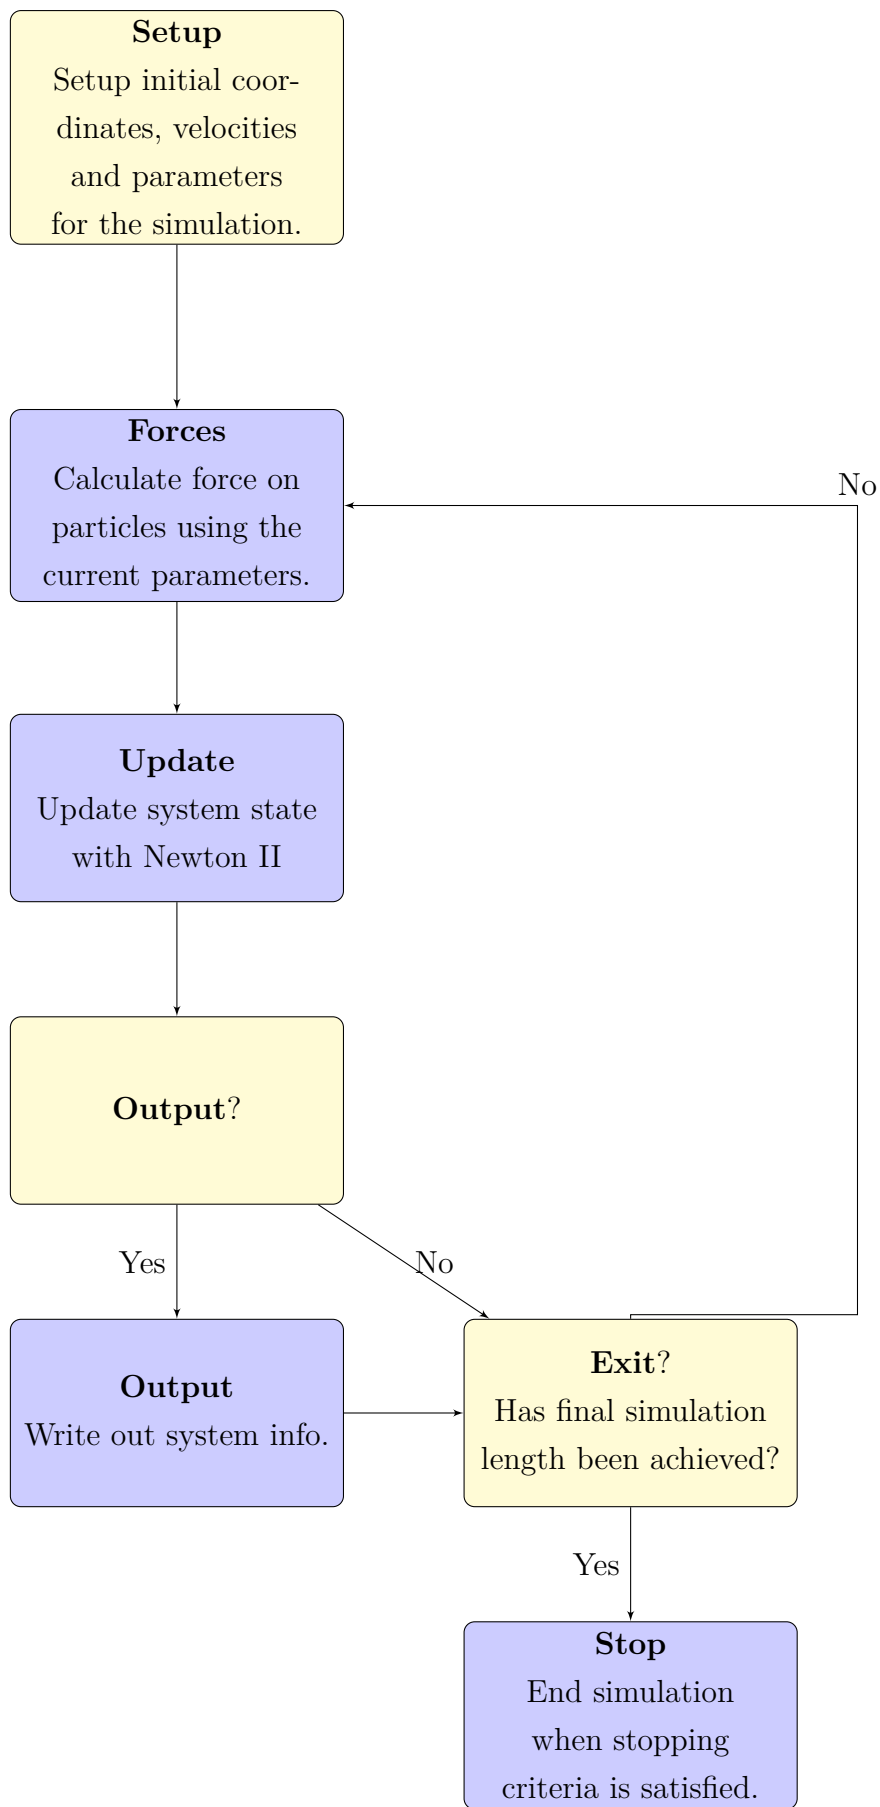 Setup
Setup initial coor-
dinates, velocities
and parameters
for the simulation.
Forces
Calculate force on
particles using the
current parameters.
No
Update
Update system state
with Newton II
Output?
Yes
No
Output
Write out system info.
Exit?
Has final simulation
length been achieved?
Yes
Stop
End simulation
when stopping
criteria is satisfied.